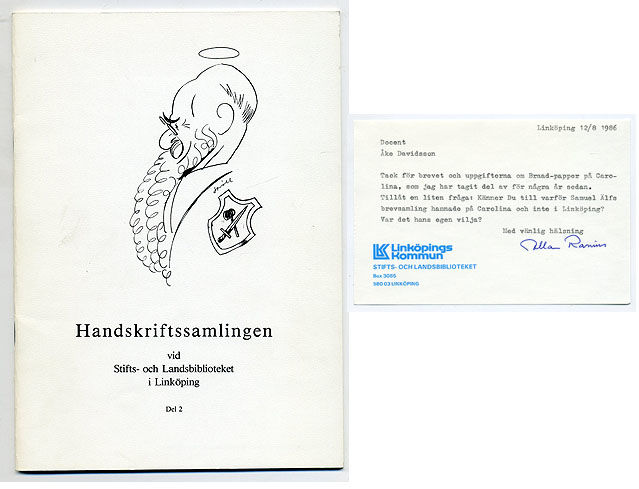 Handskriftssamlingen
vid
Stifts- och Landsbiblioteket
i Linköping
Del 2
Linköping 12/8 1986
Docent
Åke Davidsson
Tack för brevet och uppgifterna om Brnad-papper på Caro-
lina, som jag har tagit del av för några år sedan.
Tillåt en liten fråga: Känner Du till varför Samuel Älfs
brevsamling hamnade på Carolina och inte i Linköping?
Var det hans egen vilja?
Med vänlig hälsning
Linköpings
Kommun
STIFTS- OCH LANDSBIBLIOTEKET
Box 3085
580 03 LINKÖPING